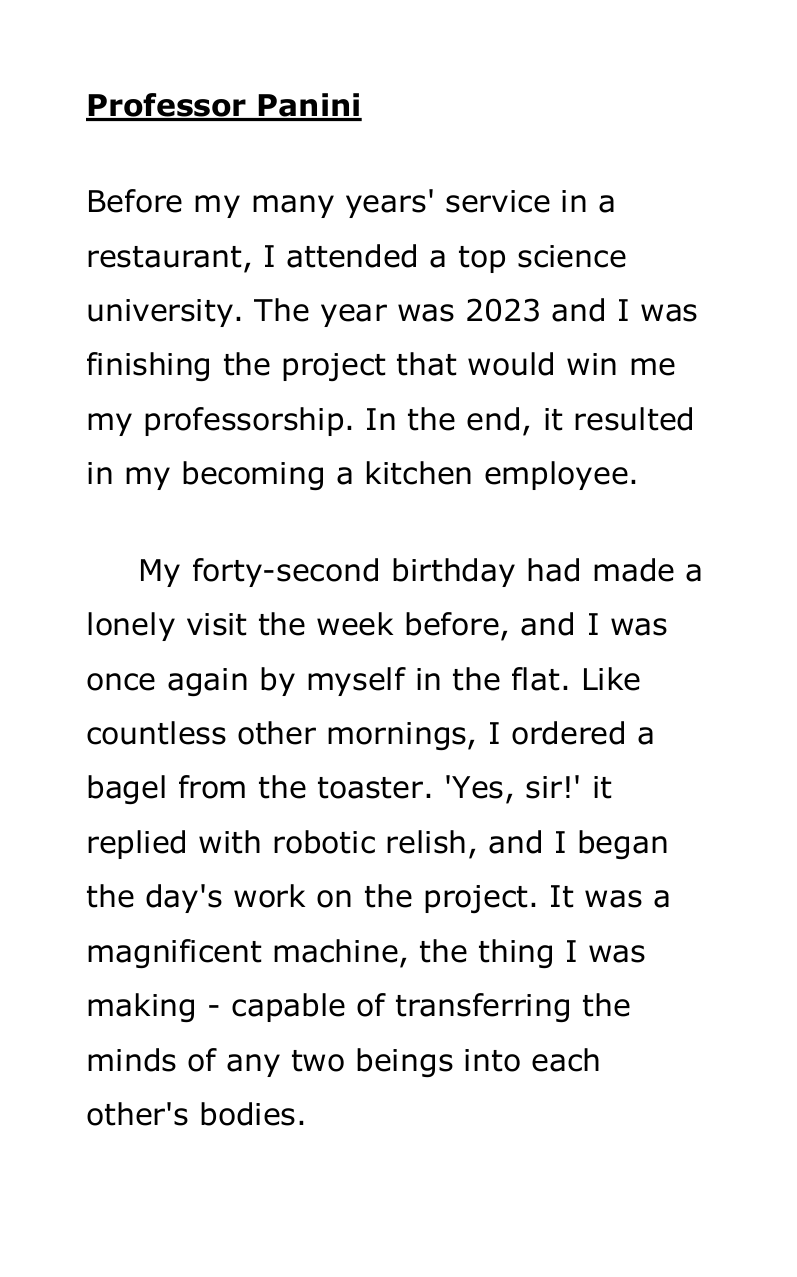 Professor Panini
Before my many years' service in a
restaurant, I attended a top science
university. The year was 2023 and I was
finishing the project that would win me
my professorship. In the end, it resulted
in my becoming a kitchen employee.
My forty-second birthday had made a
lonely visit the week before, and I was
once again by myself in the flat. Like
countless other mornings, I ordered a
bagel from the toaster. 'Yes, sir!' it
replied with robotic relish, and I began
the day's work on the project. It was a
magnificent machine, the thing I was
making - capable of transferring the
minds of any two beings into each
other's bodies.